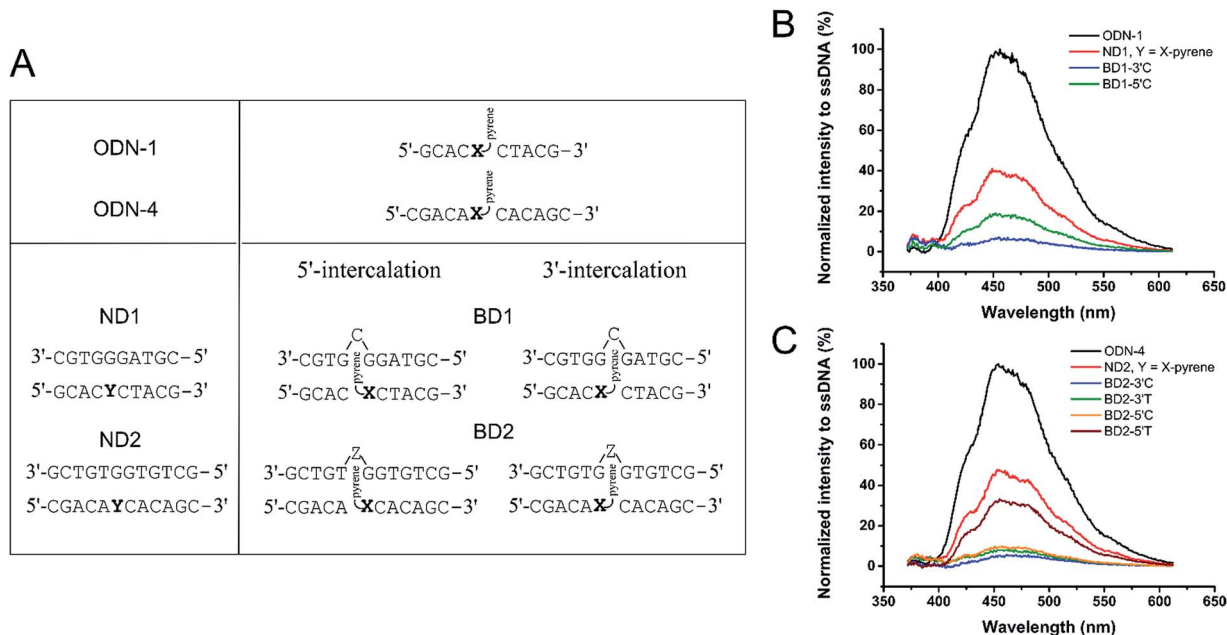 A
ODN-1
pyrene
5'-GCACX CTACG-3'
ODN-4
pyrene
5'-CGACAX CACAGC-3'
5'-intercalation 3'-intercalation
ND1
BD1
3'-CGTGGGATGC-5'
5'-GCACYCTACG-3'
C
3'-CGTG GGATGC-5'
pyrene
5'-GCAC XCTACG-3'
C
3'-CGTGG GATGC-5'
pyrene
5'-GCACX CTACG-3'
ND2
BD2
3'-GCTGTGGTGTCG-5'
5'-CGACAYCACAGC-3'
Z
3'-GCTGT GGTGTCG-5'
pyrene
5'-CGACA XCACAGC-3'
Z
3'-GCTGTG GTGTCG-5'
pyrene
5'-CGACAX CACAGC-3'
B
Normalized intensity to ssDNA (%)
100
80
60
40
20
0
ODN-1
ND1, Y = X-pyrene
BD1-3'C
BD1-5'C
350 400 450 500 550 600 650
Wavelength (nm)
C
Normalized intensity to ssDNA (%)
100
80
60
40
20
0
ODN-4
ND2, Y = X-pyrene
BD2-3'C
BD2-3'T
BD2-5'C
BD2-5'T
350 400 450 500 550 600 650
Wavelength (nm)